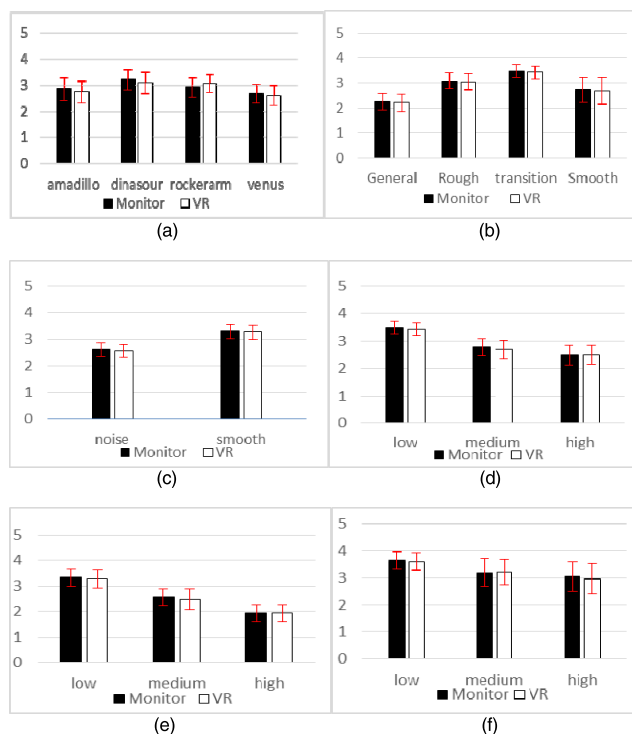 5
4
3
2
1
0
amadillo dinasour rockerarm venus
Monitor VR
(a)
5
4
3
2
1
0
General Rough transition Smooth
Monitor VR
(b)
5
4
3
2
1
0
noise smooth
Monitor VR
(c)
5
4
3
2
1
0
low medium high
Monitor VR
(d)
5
4
3
2
1
0
low medium high
Monitor VR
(e)
5
4
3
2
1
0
low medium high
Monitor VR
(f)